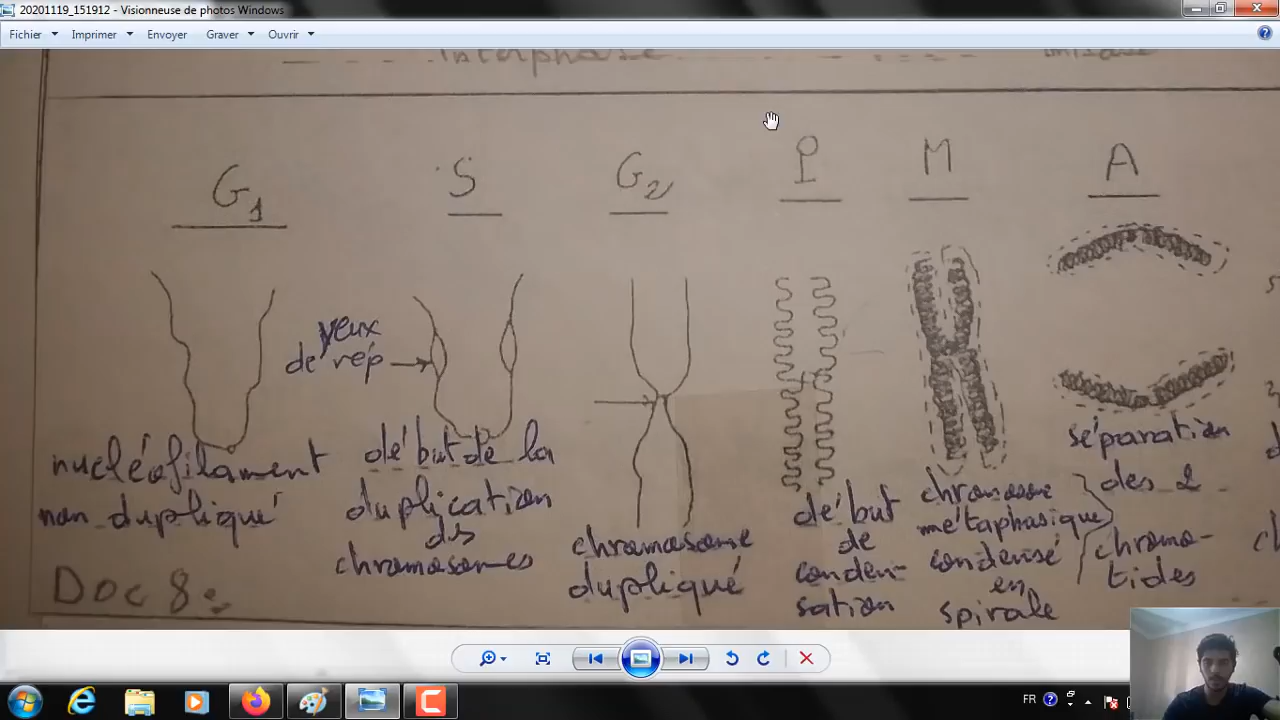 20201119_151912 - Visionneuse de photos Windows
Fichier Imprimer Envoyer Graver Ouvrir
interphase
G1 S G2 P M A
yeux
de rép
nucléofilament
non dupliqué
début de la
duplication
des
chromosomes
chromosome
dupliqué
début
de
conden-
sation
chromosome
métaphasique
condensé
en
spirale
séparation
des 2
chroma-
tides
Doc 8:
FR